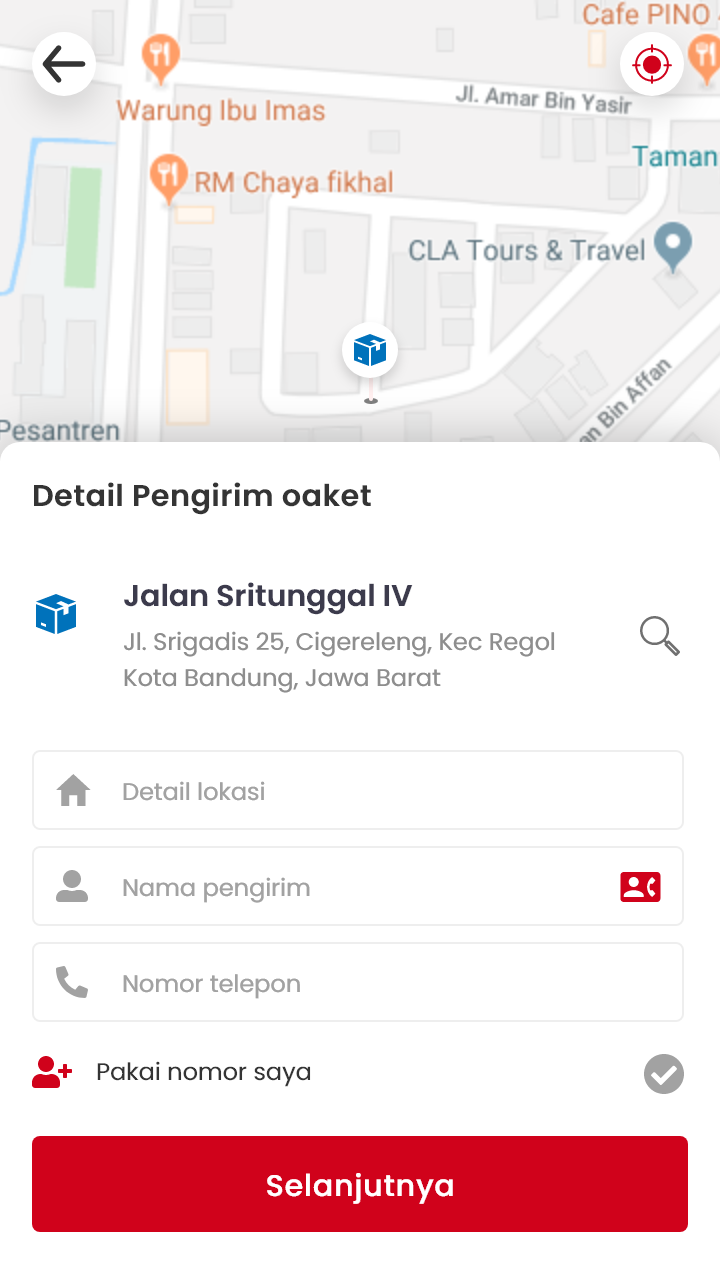 Cafe PINO
Jl. Amar Bin Yasir
Warung Ibu Imas
Taman
RM Chaya fikhal
CLA Tours & Travel
an Bin Affan
Pesantren
Detail Pengirim oaket
Jalan Sritunggal IV
Jl. Srigadis 25, Cigereleng, Kec Regol
Kota Bandung, Jawa Barat
Detail lokasi
Nama pengirim
Nomor telepon
Pakai nomor saya
Selanjutnya